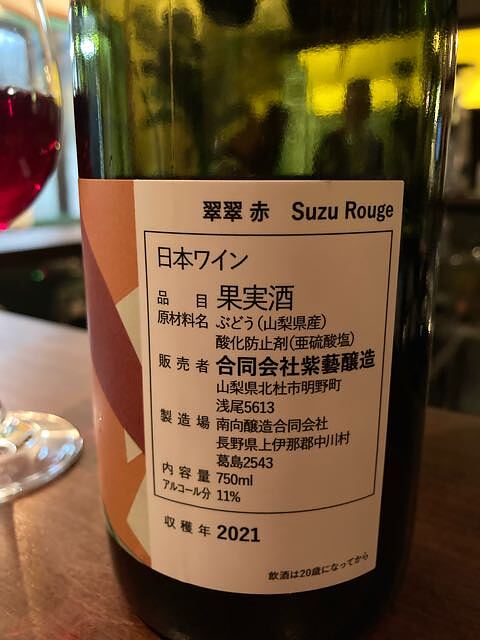 翠翠 赤 Suzu Rouge
日本ワイン
品目 果実酒
原材料名 ぶどう(山梨県産)
酸化防止剤(亜硫酸塩)
販売者 合同会社紫藝醸造
山梨県北杜市明野町
浅尾5613
製造場 南向醸造合同会社
長野県上伊那郡中川村
葛島2543
内容量 750ml
アルコール分 11%
収穫年 2021
飲酒は20歳になってから